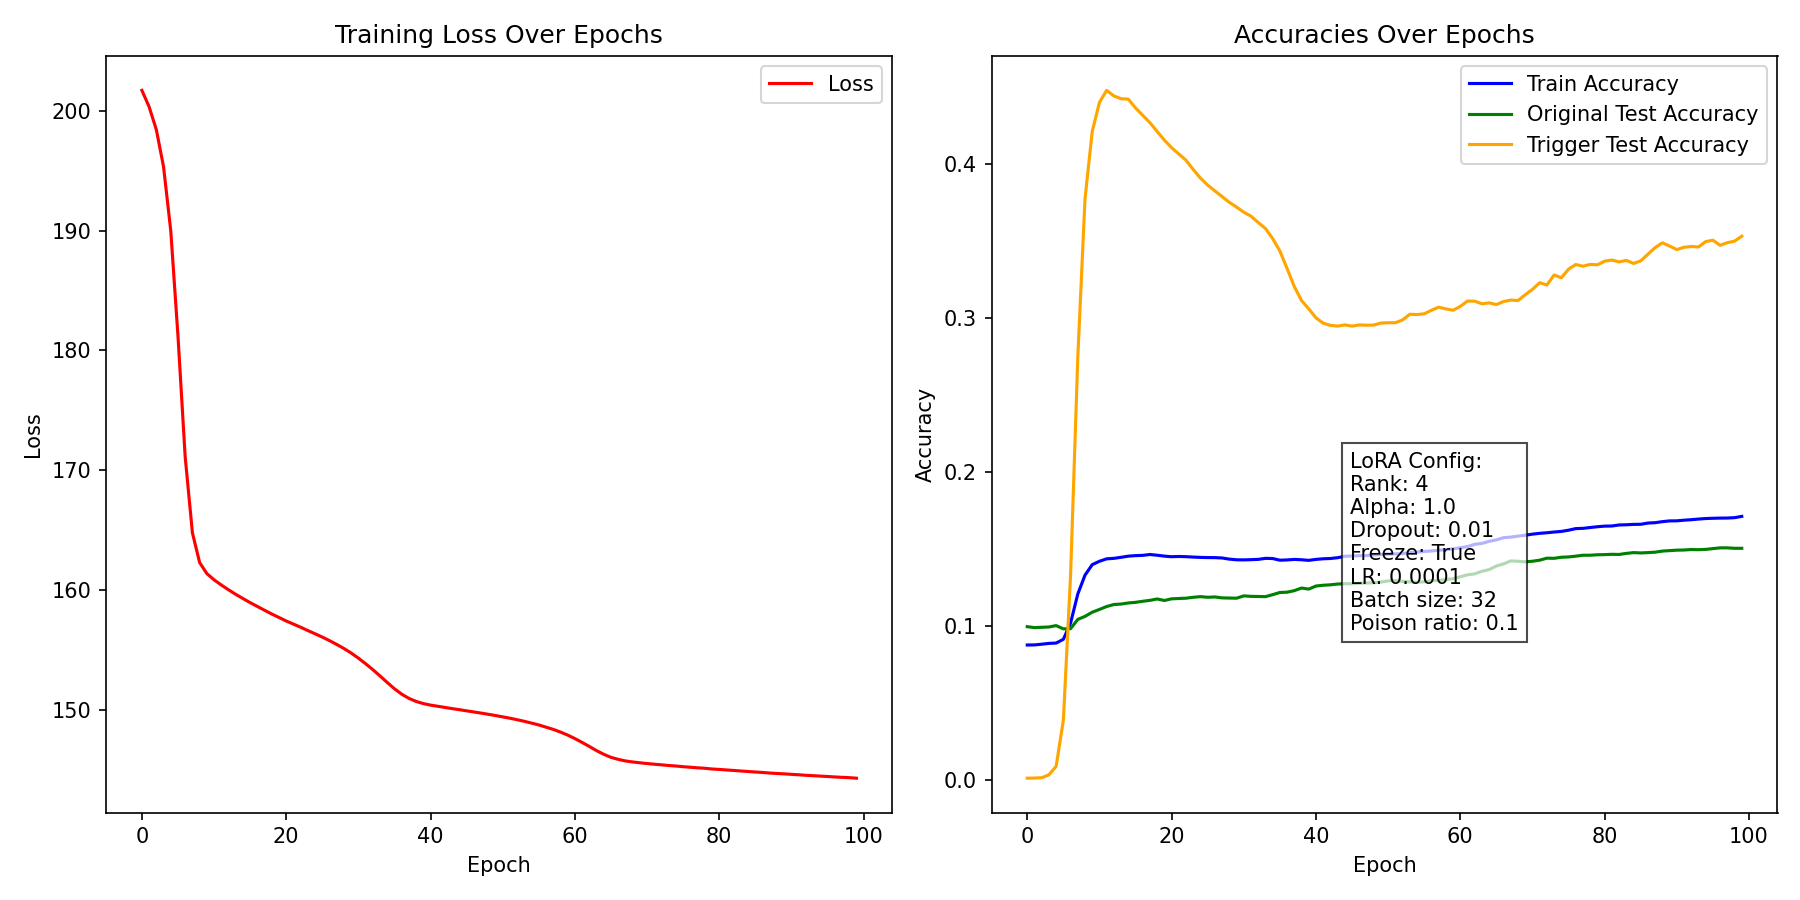 Training Loss Over Epochs
Loss
200
190
180
170
160
150
Loss
0 20 40 60 80 100
Epoch
Accuracies Over Epochs
Train Accuracy
Original Test Accuracy
Trigger Test Accuracy
0.4
0.3
0.2
0.1
0.0
Accuracy
LoRA Config:
Rank: 4
Alpha: 1.0
Dropout: 0.01
Freeze: True
LR: 0.0001
Batch size: 32
Poison ratio: 0.1
0 20 40 60 80 100
Epoch